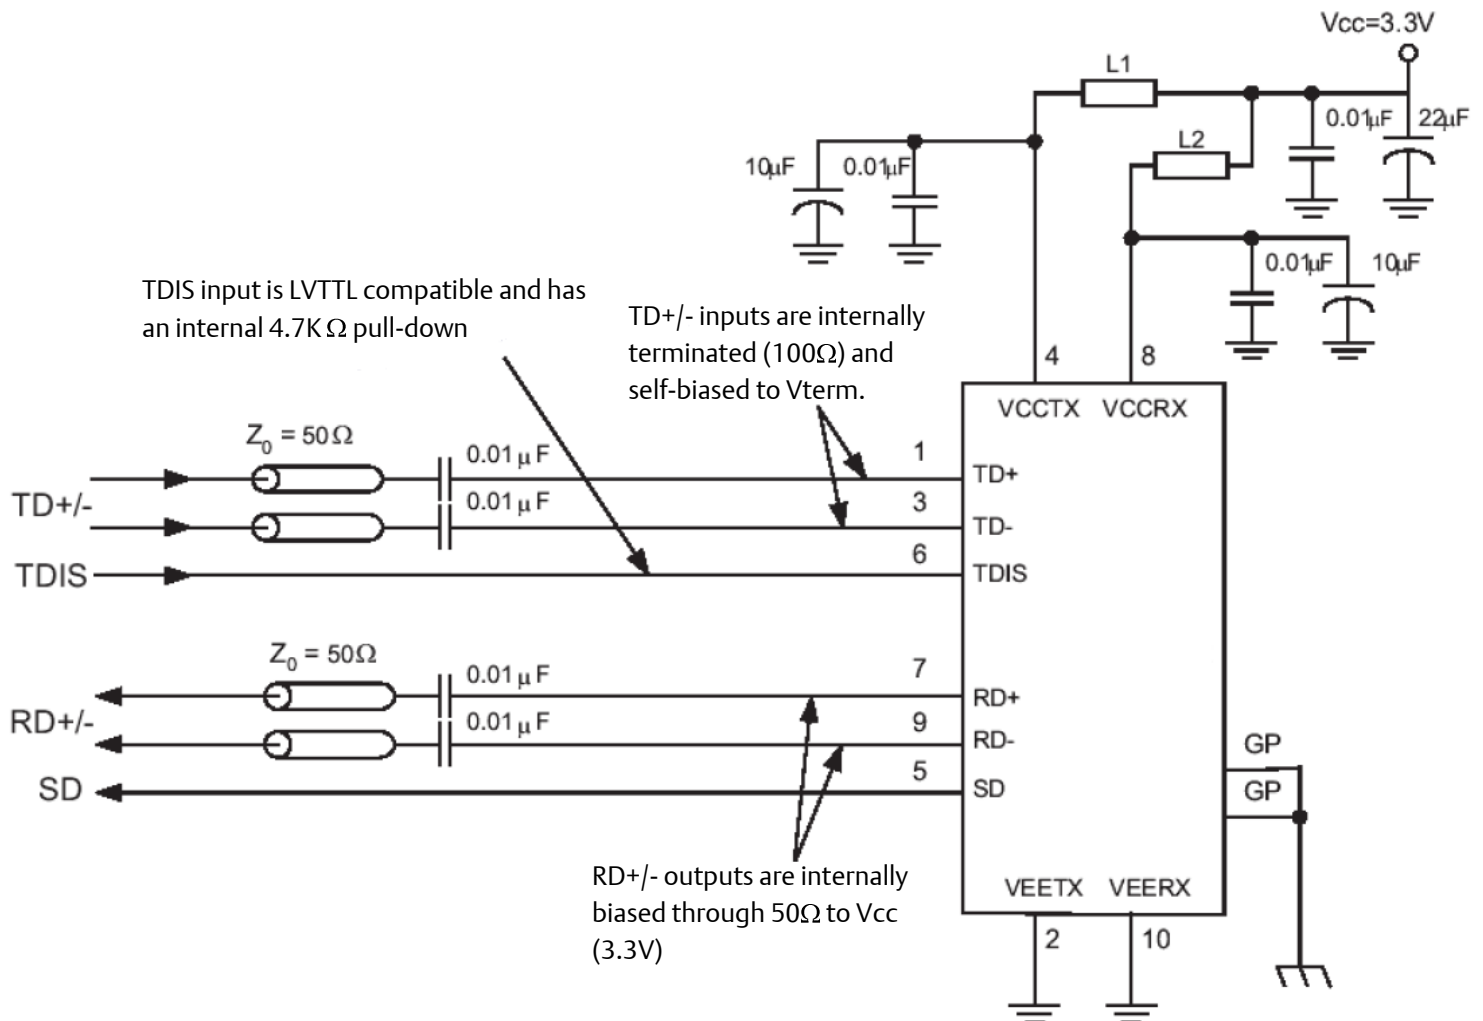 Vcc=3.3V
L1
0.01µF
22µF
L2
10µF
0.01µF
0.01µF
10µF
TDIS input is LVTTL compatible and has
an internal 4.7K Ω pull-down
TD+/- inputs are internally
terminated (100Ω) and
self-biased to Vterm.
4
8
VCCTX
VCCRX
Z0 = 50Ω
0.01 µ F
1
TD+
TD+/-
0.01 µ F
3
TD-
6
TDIS
TDIS
Z0 = 50Ω
0.01 µ F
7
RD+
RD+/-
0.01 µ F
9
RD-
GP
5
SD
SD
GP
RD+/- outputs are internally
biased through 50Ω to Vcc
(3.3V)
VEETX
VEERX
2
10